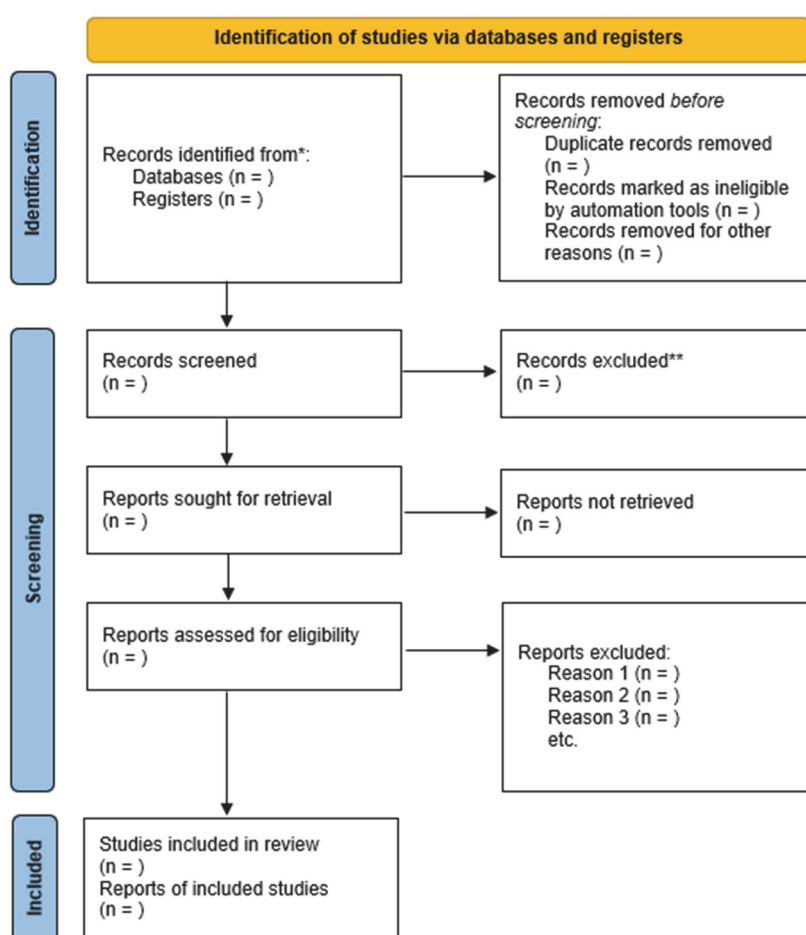 Identification of studies via databases and registers
Identification
Records identified from*:
Databases (n = )
Registers (n = )
Records removed before
screening:
Duplicate records removed
(n = )
Records marked as ineligible
by automation tools (n = )
Records removed for other
reasons (n = )
Screening
Records screened
(n = )
Records excluded**
(n = )
Reports sought for retrieval
(n = )
Reports not retrieved
(n = )
Reports assessed for eligibility
(n = )
Reports excluded:
Reason 1 (n = )
Reason 2 (n = )
Reason 3 (n = )
etc.
Included
Studies included in review
(n = )
Reports of included studies
(n = )